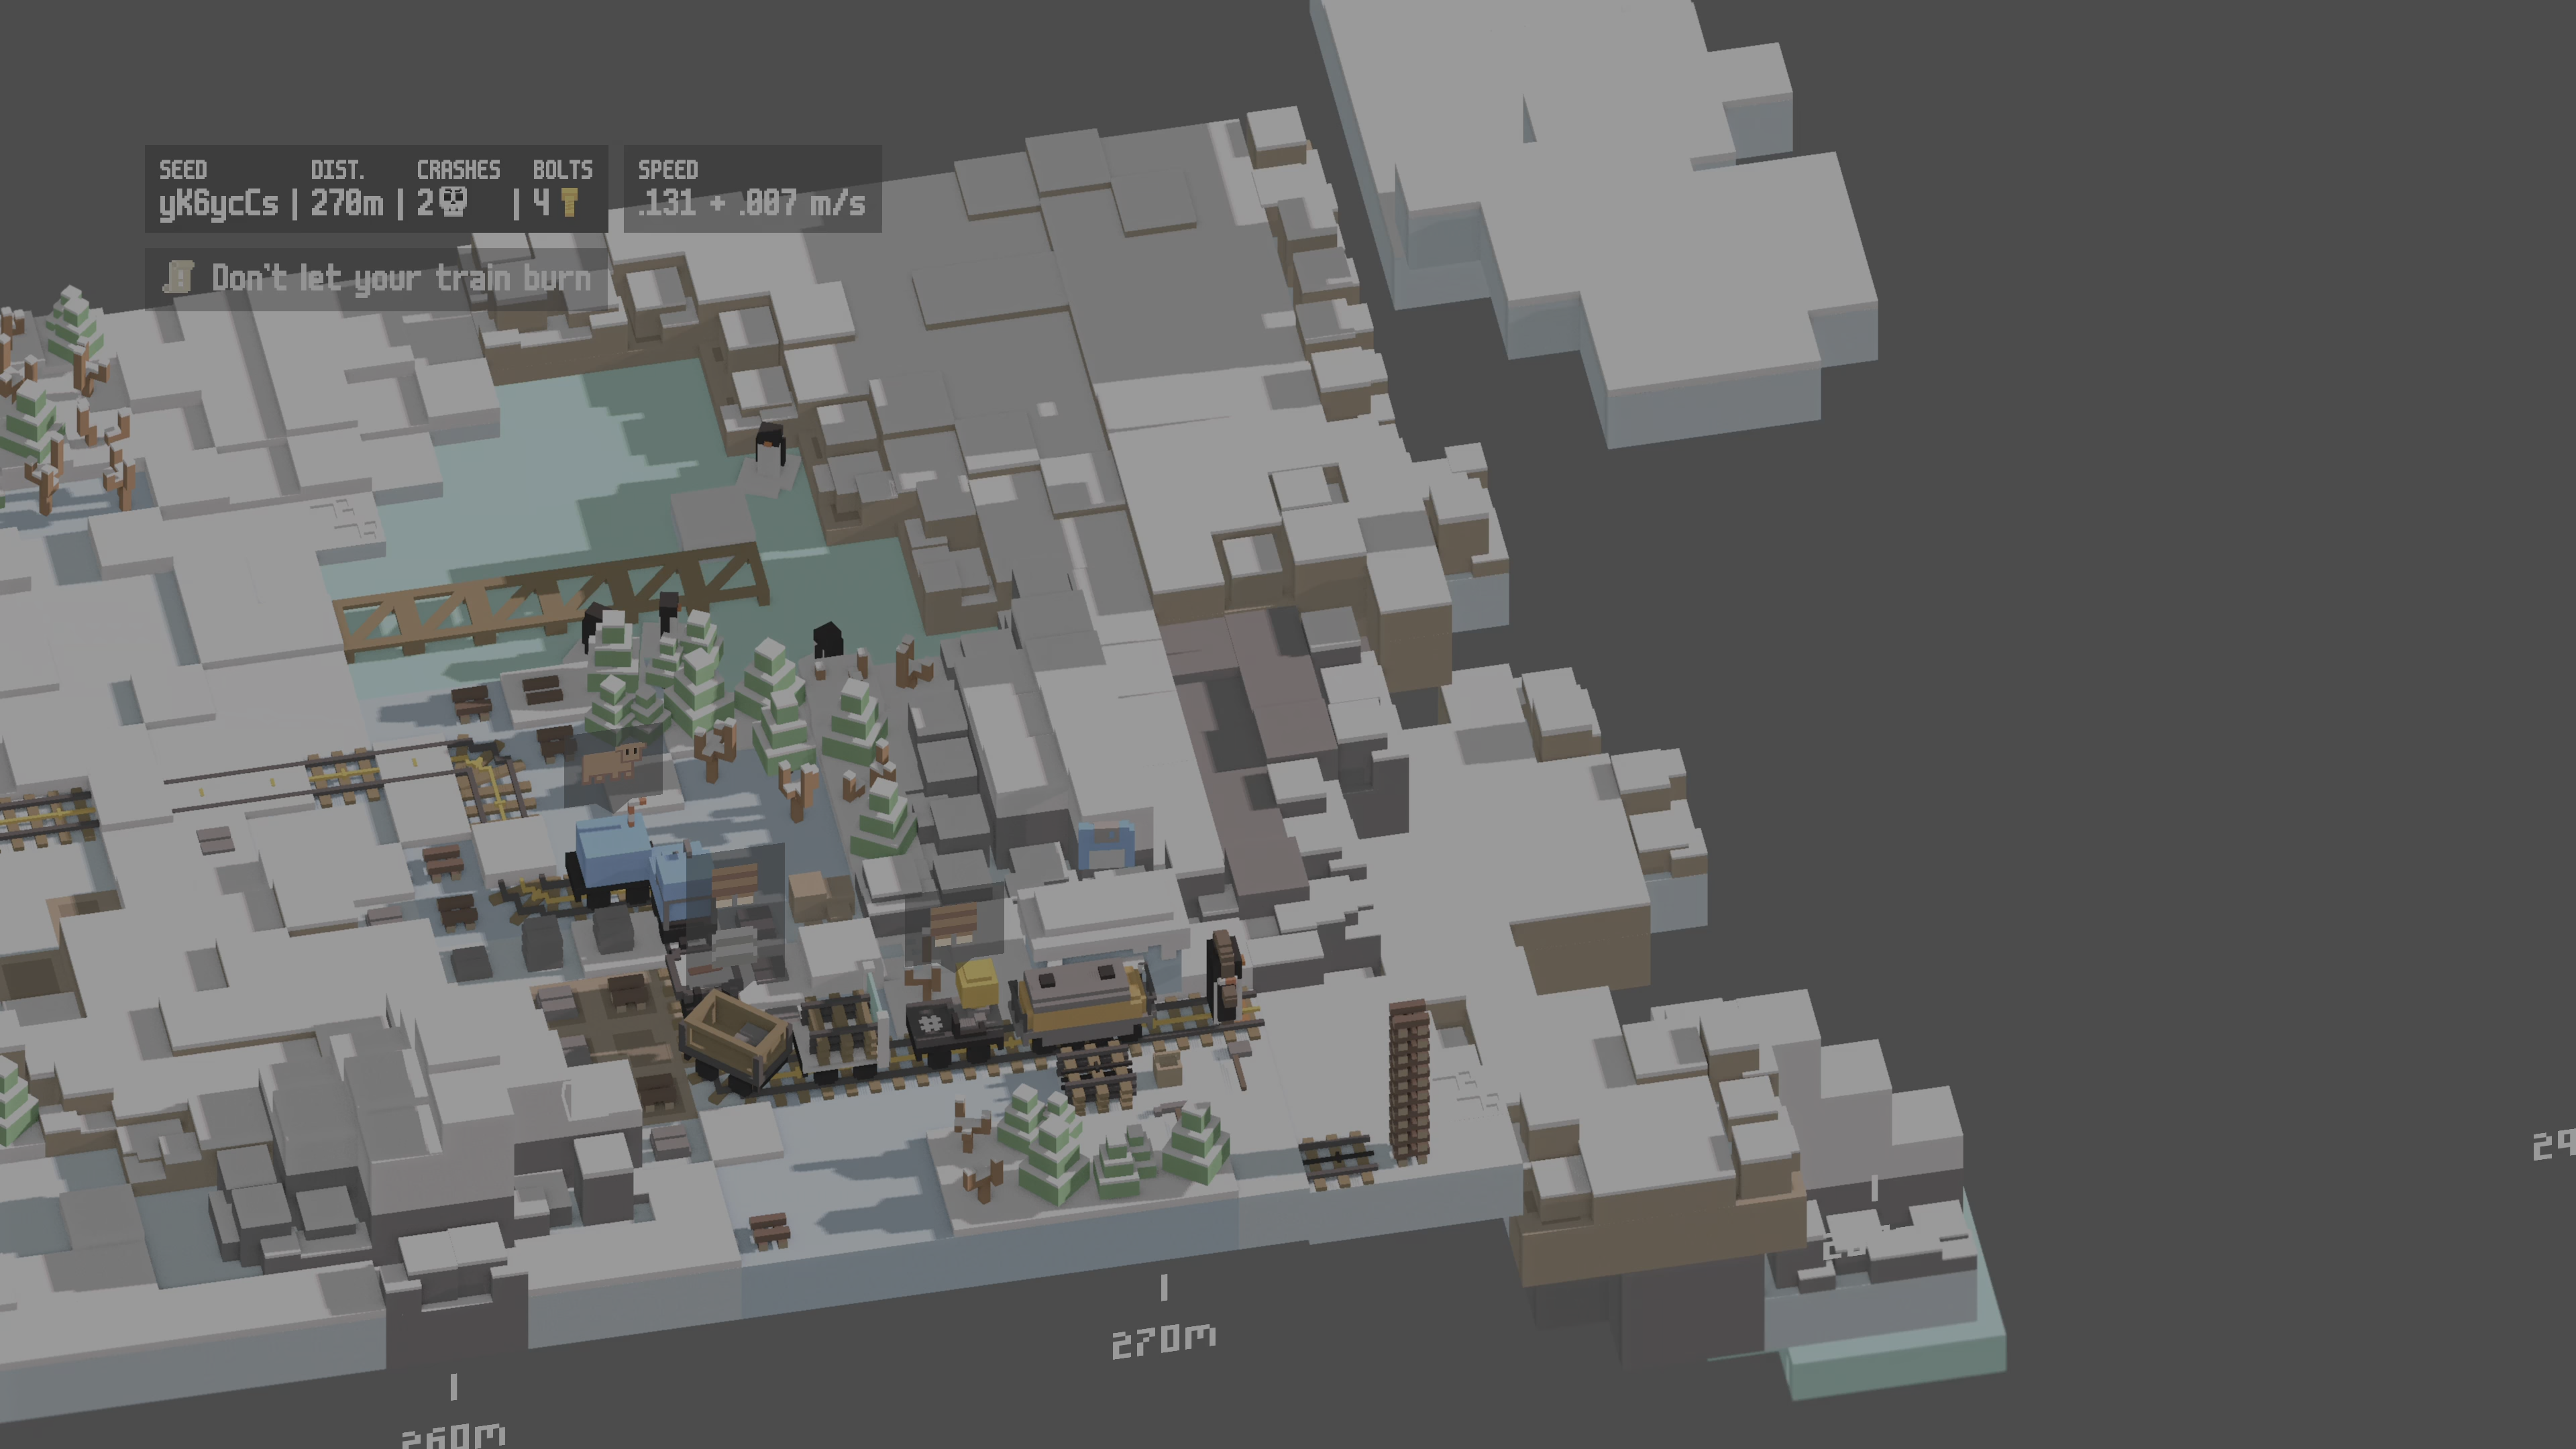 SEED DIST. CRASHES BOLTS SPEED
yK6ycCs | 270m | 2 | 4 .131 + .007 m/s
Don't let your train burn
270m
260m